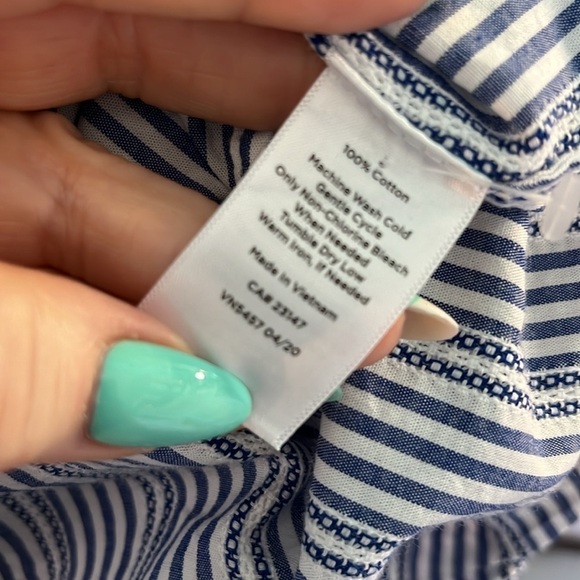 100% Cotton
Machine Wash Cold
Gentle Cycle
Only Non-Chlorine Bleach
When Needed
Tumble Dry Low
Warm Iron, If Needed
Made in Vietnam
CA# 23147
VN5457 04/20